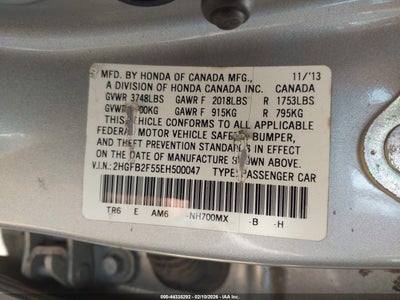 MFD. BY HONDA OF CANADA MFG., 11/'13
A DIVISION OF HONDA CANADA INC. CANADA
GVWR 3748LBS GAWR F 2018LBS R 1753LBS
GVWR GAWR F 915KG R 795KG
THIS VEHICLE CONFORMS TO ALL APPLICABLE
FEDERAL MOTOR VEHICLE SAFETY BUMPER,
AND THEFT PREVENTION STANDARDS IN EFFECT
ON THE DATE OF MANUFACTURE SHOWN ABOVE.
V.I.N.: 2HGFB2F55EH500047 TYPE: PASSENGER CAR
TR6 E AM6 -NH700MX -B -H
© 44335292 - 02/10/2026 - IAA Inc.